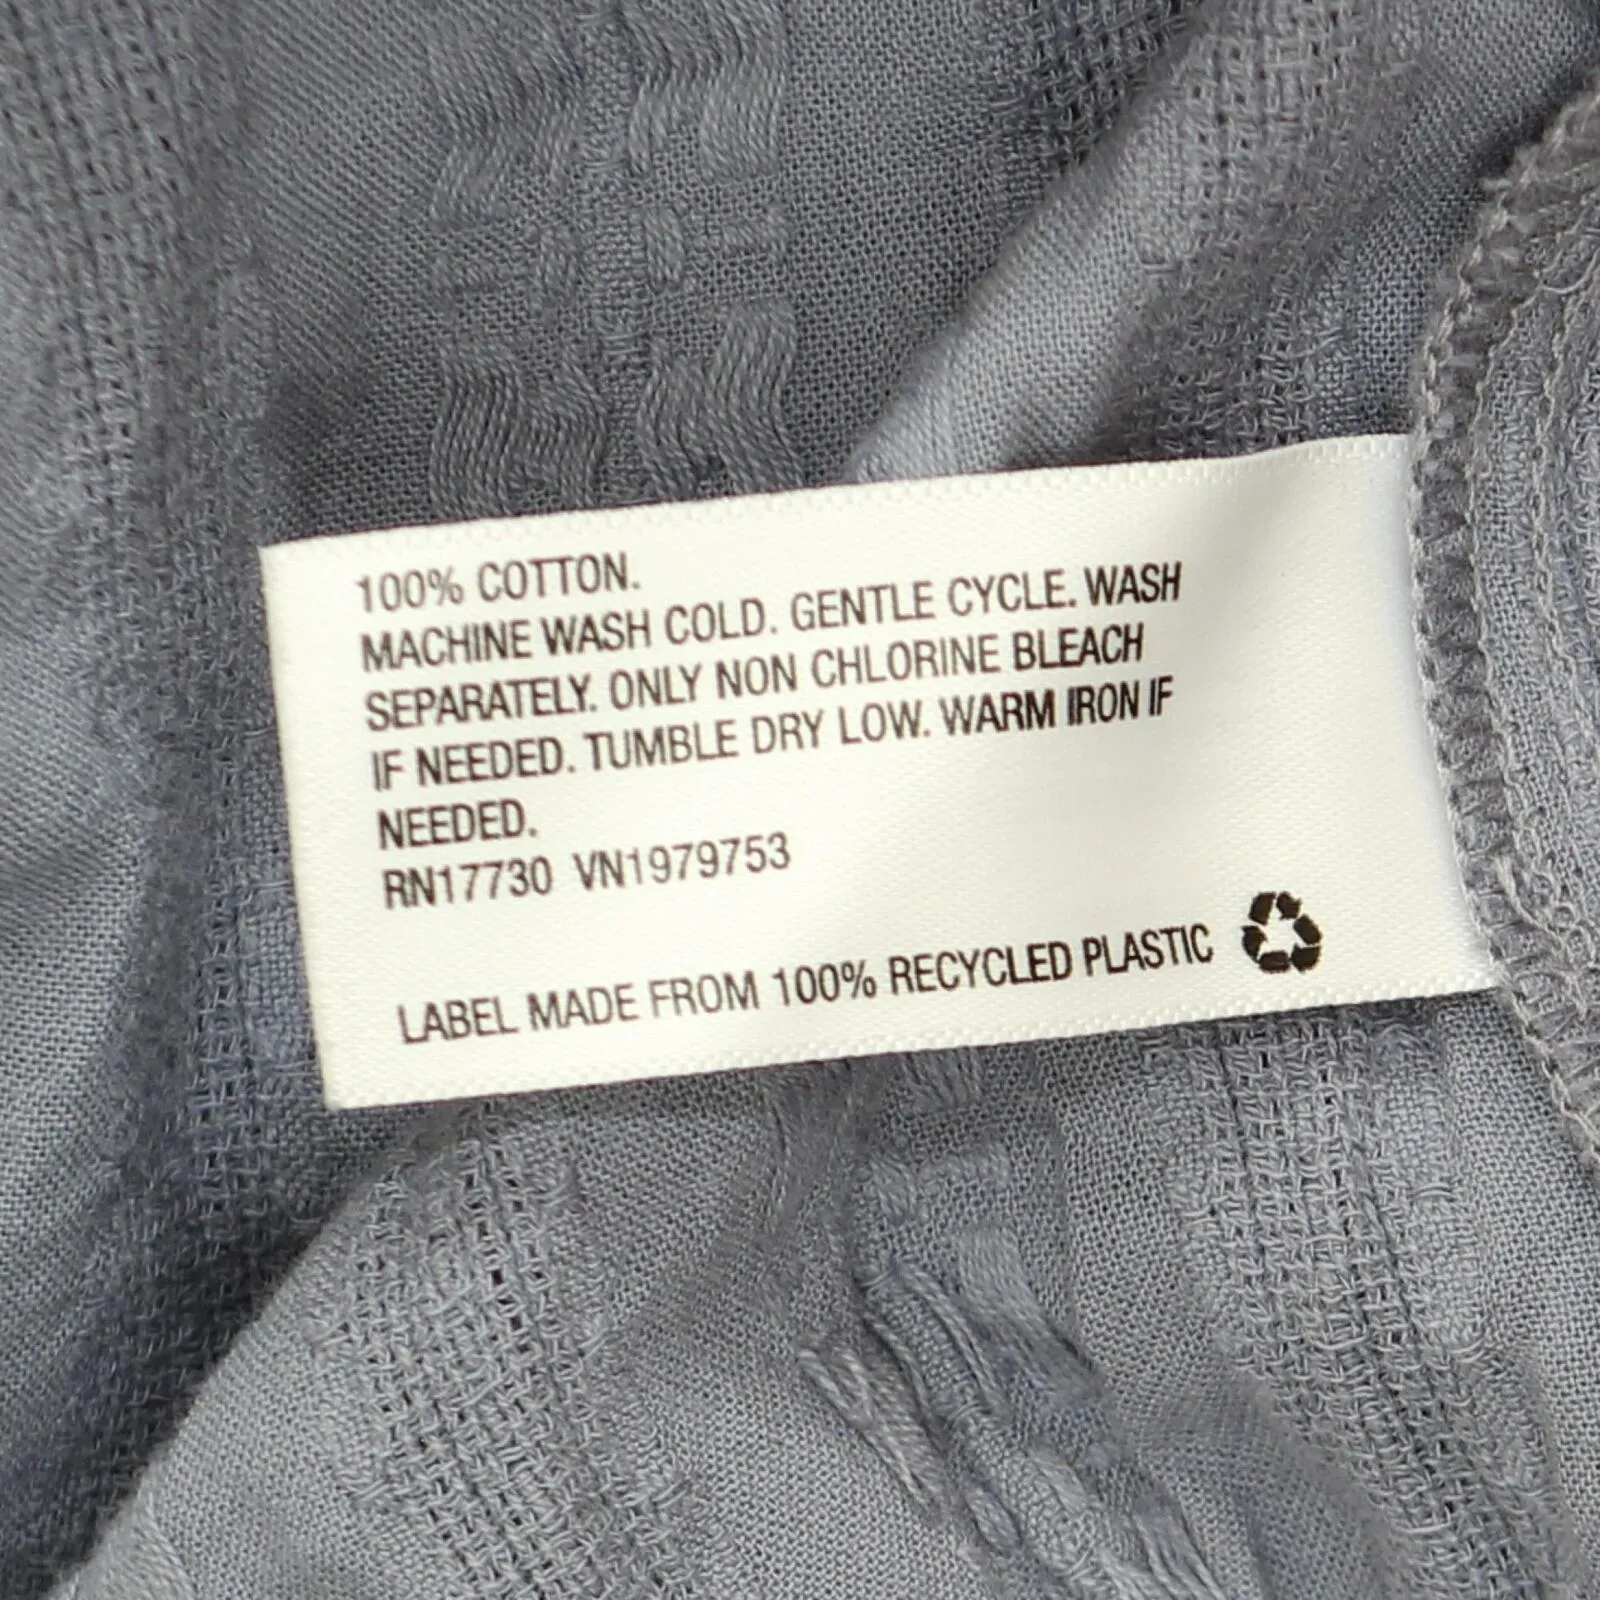 100% COTTON.
MACHINE WASH COLD. GENTLE CYCLE. WASH
SEPARATELY. ONLY NON CHLORINE BLEACH
IF NEEDED. TUMBLE DRY LOW. WARM IRON IF
NEEDED.
RN17730 VN1979753
LABEL MADE FROM 100% RECYCLED PLASTIC